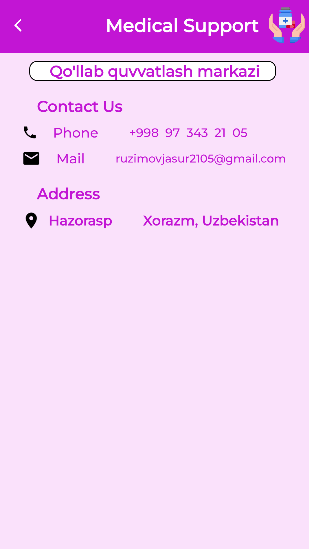 Medical Support
Qo'llab quvvatlash markazi
Contact Us
Phone +998 97 343 21 05
Mail ruzimovjasur2105@gmail.com
Address
Hazorasp Xorazm, Uzbekistan